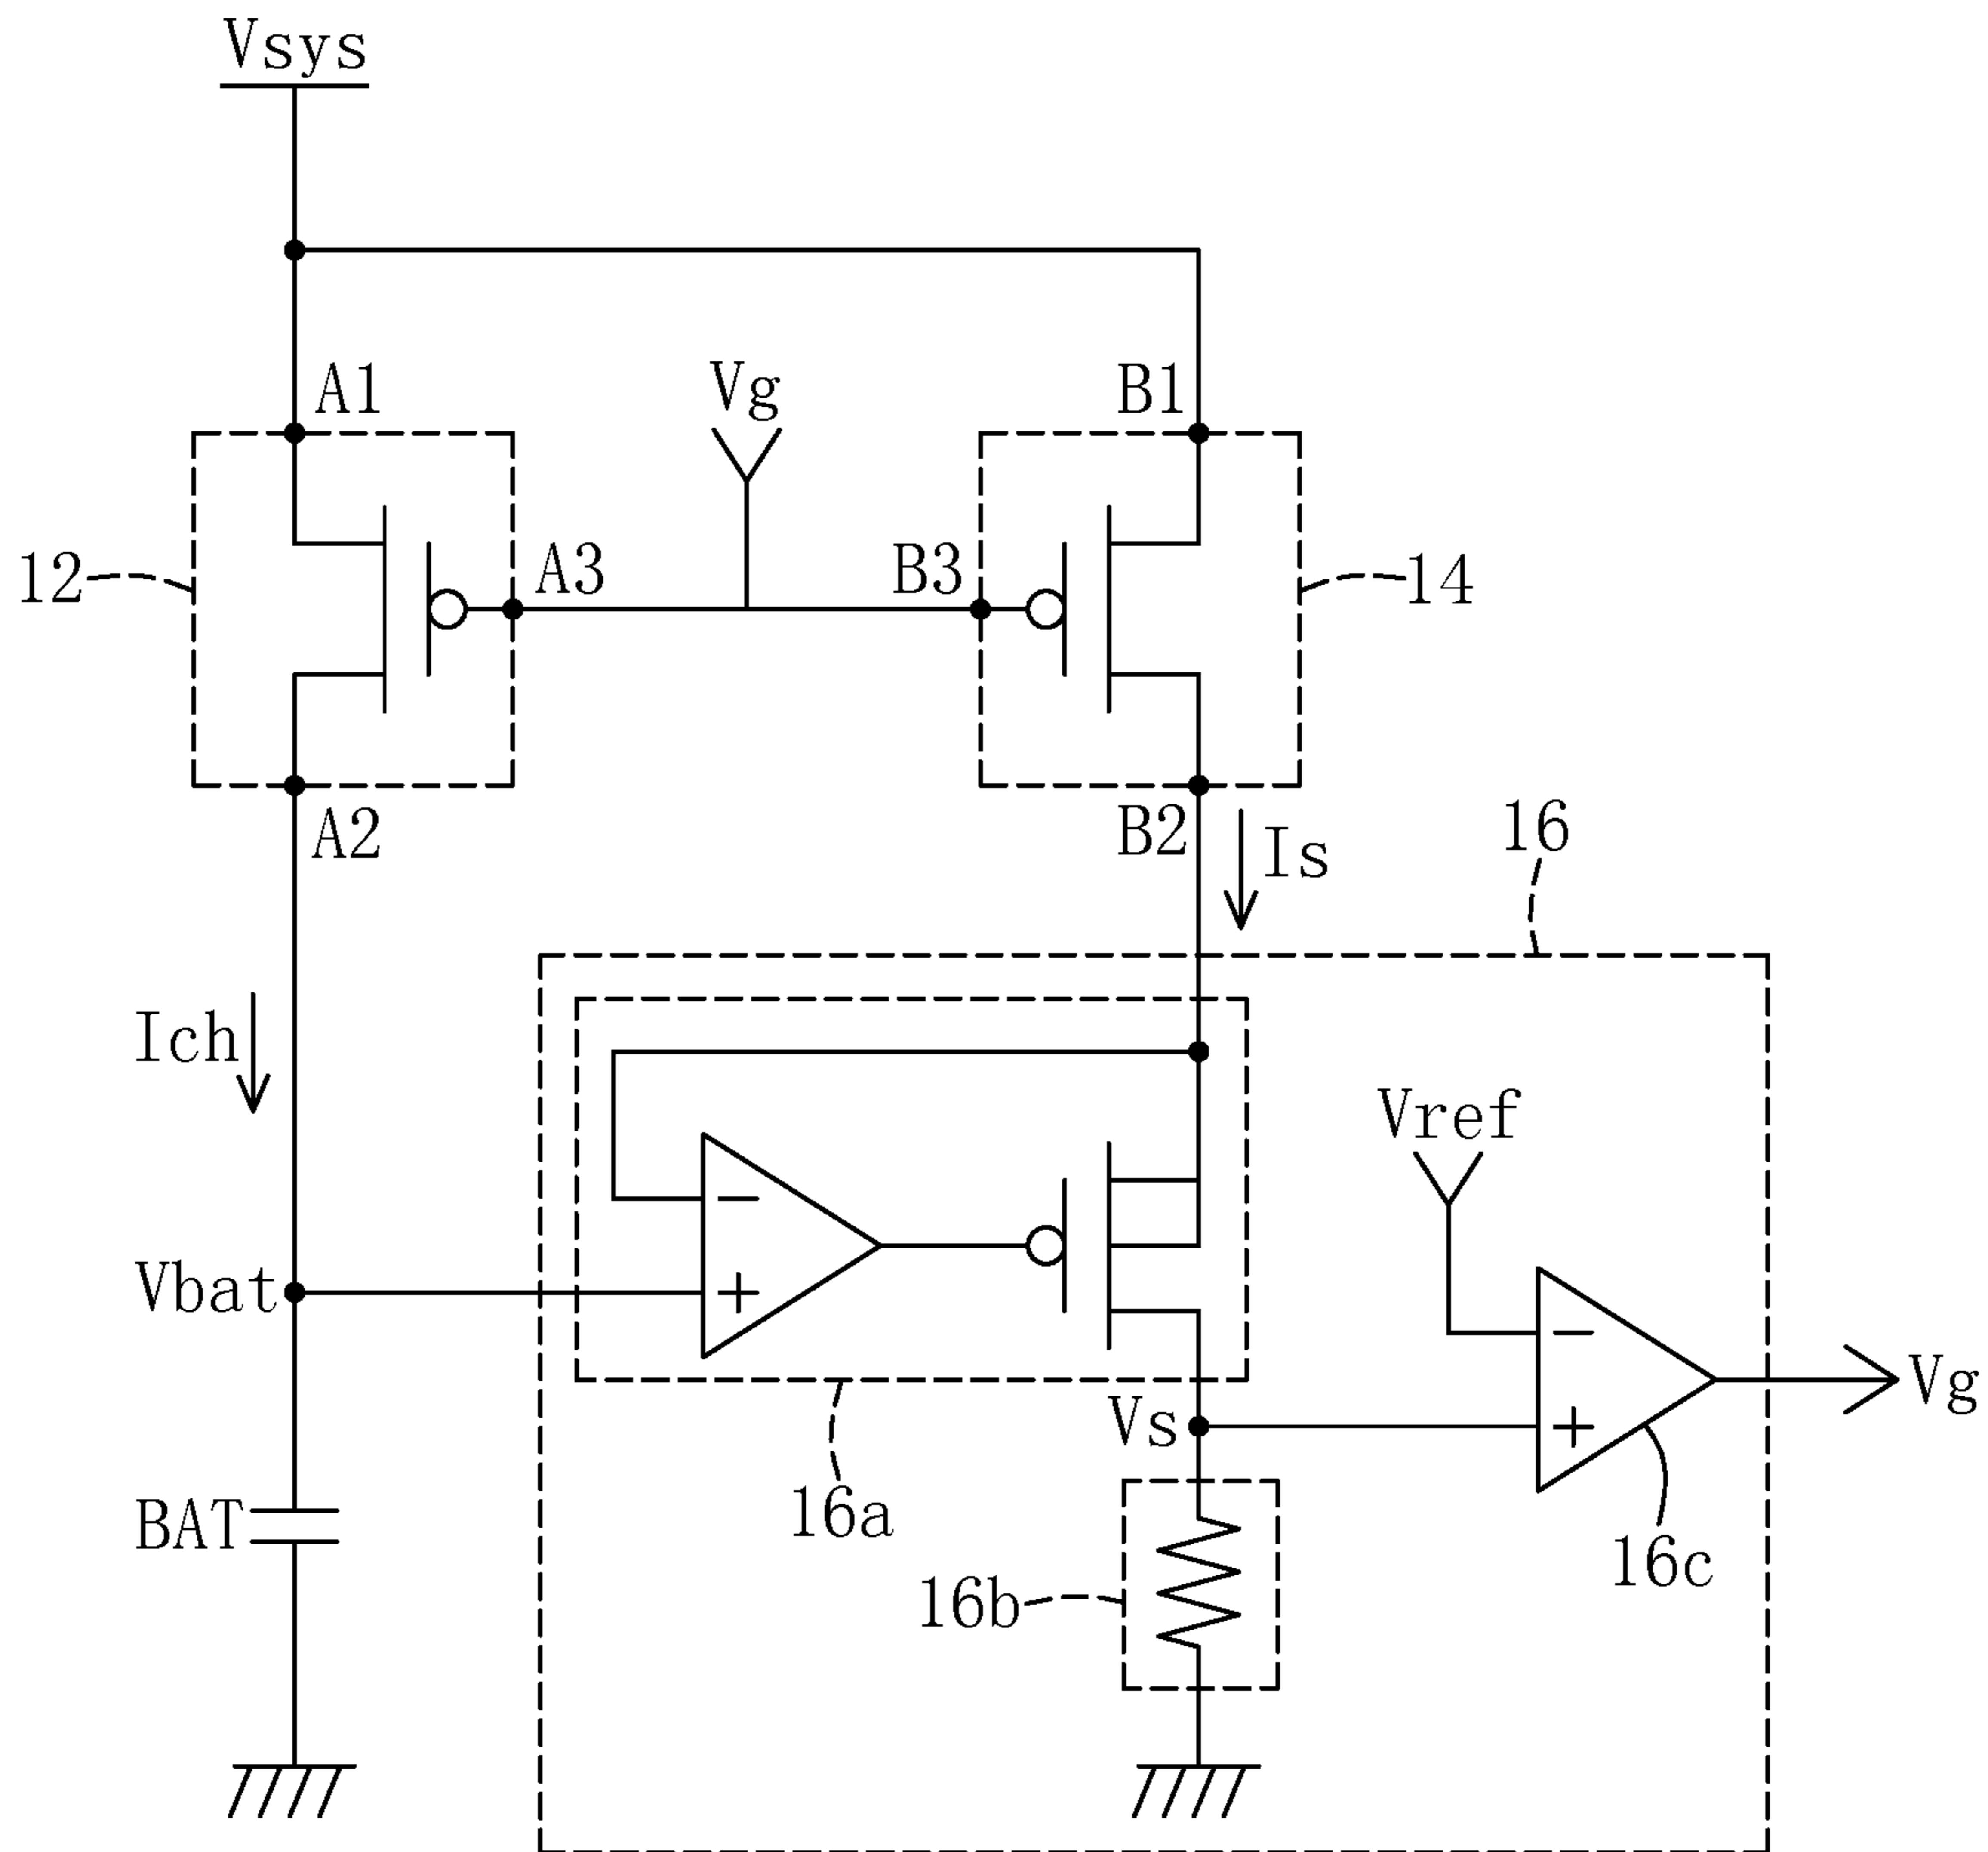 Vsys
A1
Vg
B1
12
A3
B3
14
A2
B2
Is
16
Ich
Vref
Vbat
Vg
Vs
BAT
16a
16b
16c